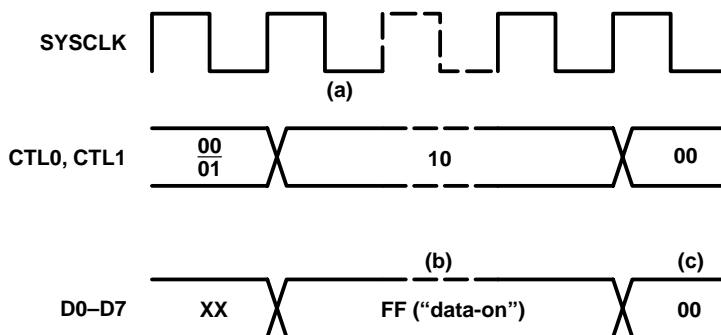 SYSCLK
(a)
CTL0, CTL1
00
01
10
00
(b)
(c)
D0–D7
XX
FF (“data-on”)
00